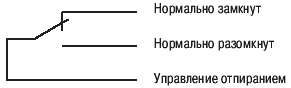 Нормально замкнут
Нормально разомкнут
Управление отпиранием